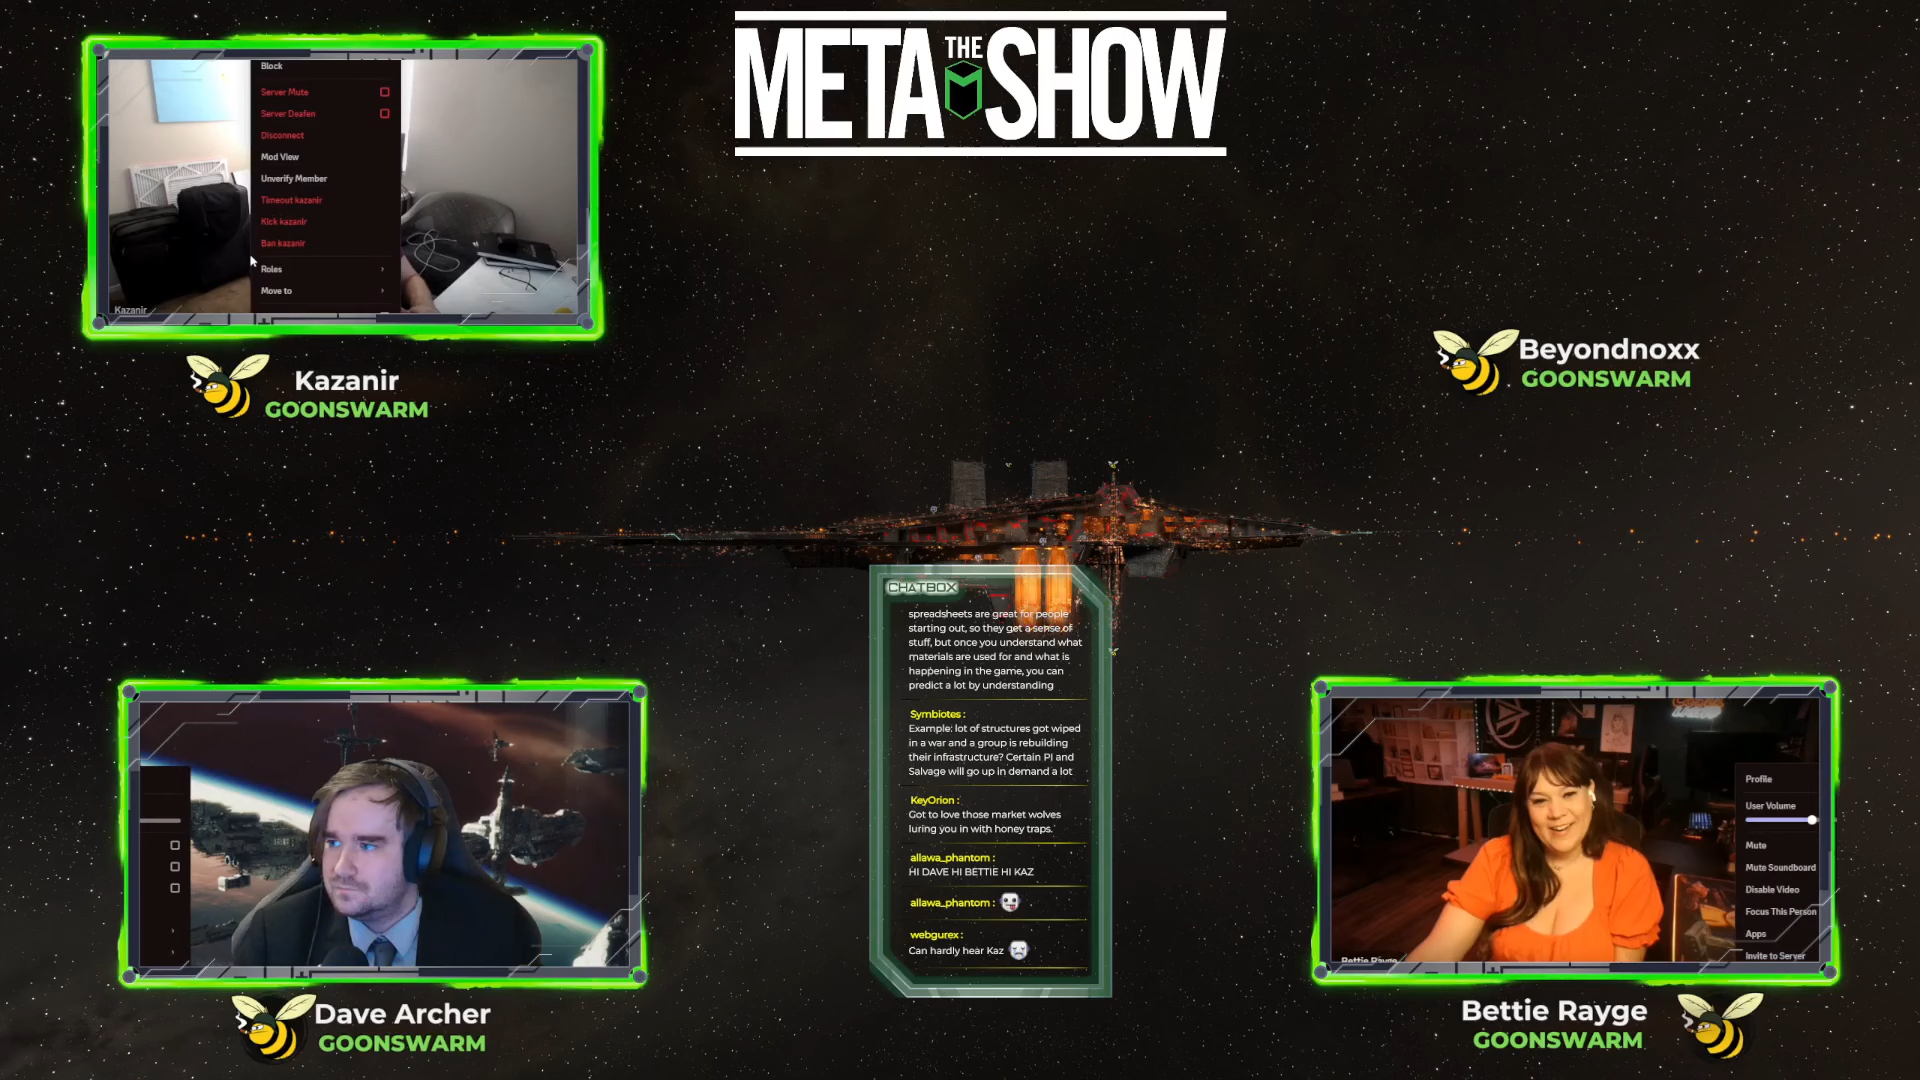 META THE SHOW
Block
Server Mute
Server Deafen
Disconnect
Mod View
Unverify Member
Timeout kazanir
Kick kazanir
Ban kazanir
Roles
Move to
Kazanir
Kazanir
GOONSWARM
Beyondnoxx
GOONSWARM
CHATBOX
spreadsheets are great for people
starting out, so they get a sense of
stuff, but once you understand what
materials are used for and what is
happening in the game, you can
predict a lot by understanding
Symbiotes :
Example: lot of structures got wiped
in a war and a group is rebuilding
their infrastructure? Certain PI and
Salvage will go up in demand a lot
KeyOrion :
Got to love those market wolves
luring you in with honey traps.
allawa_phantom :
HI DAVE HI BETTIE HI KAZ
allawa_phantom :
webgurex :
Can hardly hear Kaz
Dave Archer
GOONSWARM
Profile
User Volume
Mute
Mute Soundboard
Disable Video
Focus This Person
Apps
Invite to Server
Bettie Rayge
Bettie Rayge
GOONSWARM